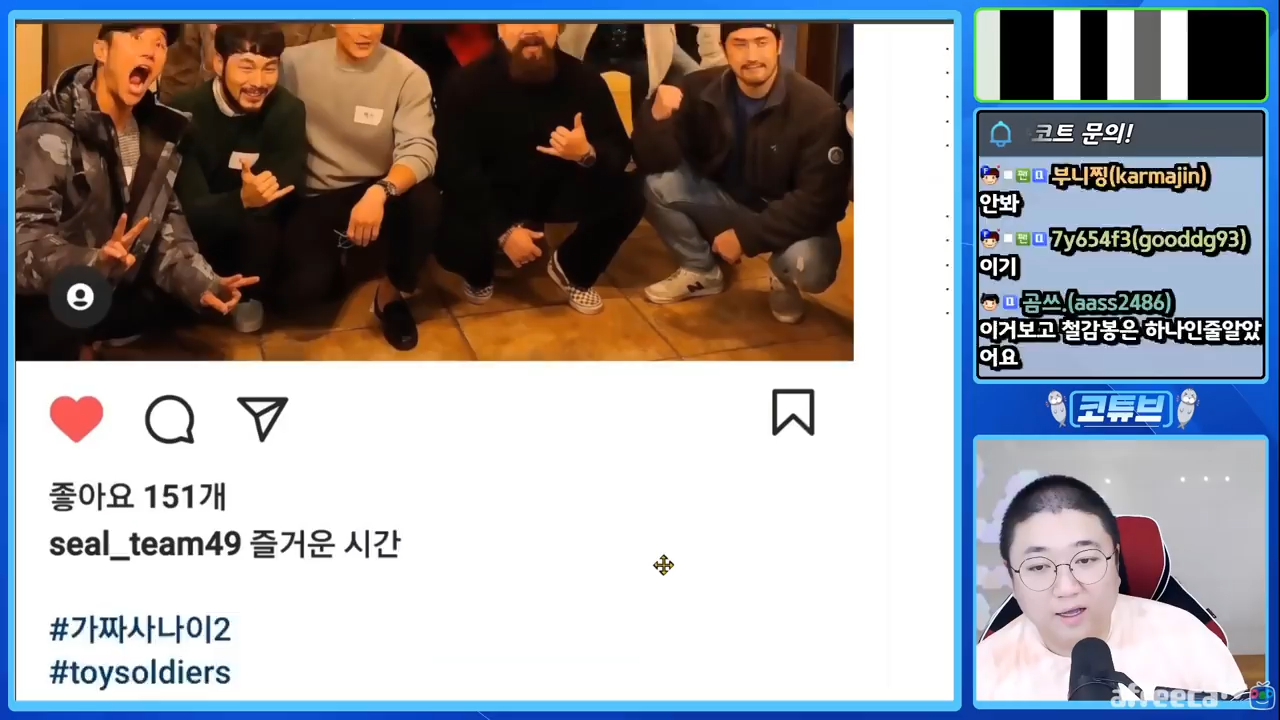 좋아요 151개
seal_team49 즐거운 시간
#가짜사나이2
#toysoldiers
코트 문의!
부니찡(karmajin)
안봐
7y654f3(gooddg93)
이기
곰쓰.(aass2486)
이거보고 철감봉은 하나인줄알았
어요
코튜브
afreeca